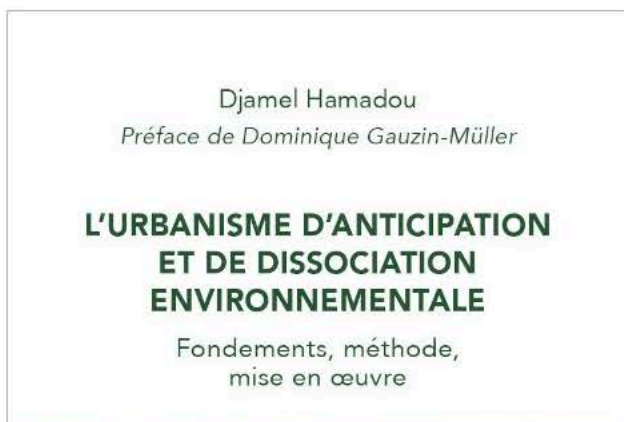 Djamel Hamadou
Préface de Dominique Gauzin-Müller
L'URBANISME D'ANTICIPATION
ET DE DISSOCIATION
ENVIRONNEMENTALE
Fondements, méthode,
mise en œuvre